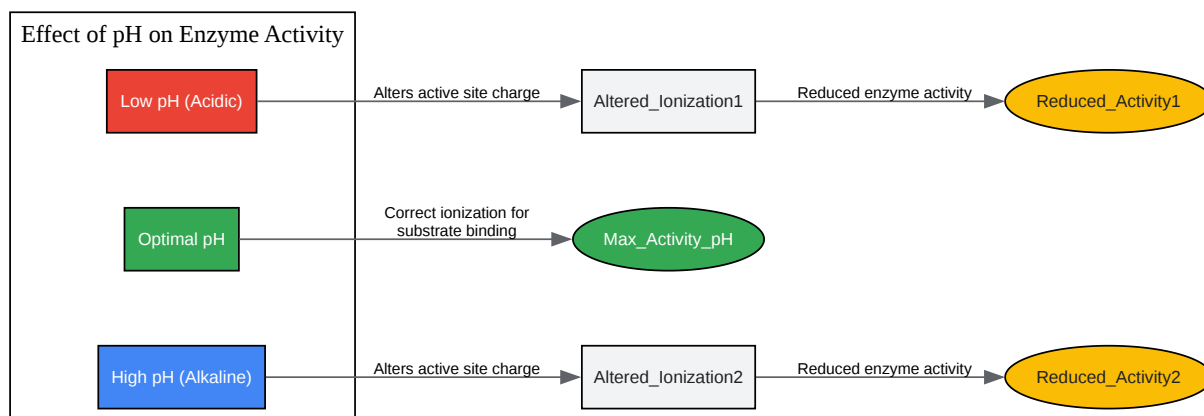 Effect of pH on Enzyme Activity
Low pH (Acidic)
Alters active site charge
Altered_Ionization1
Reduced enzyme activity
Reduced_Activity1
Optimal pH
Correct ionization for
substrate binding
Max_Activity_pH
High pH (Alkaline)
Alters active site charge
Altered_Ionization2
Reduced enzyme activity
Reduced_Activity2